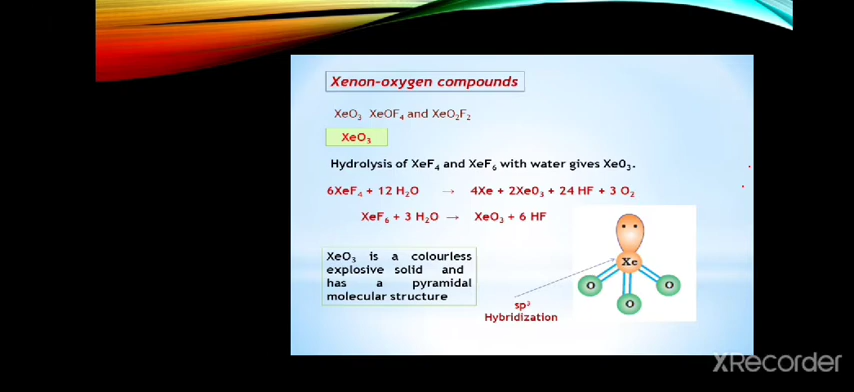 Xenon-oxygen compounds
XeO₃ XeOF₄ and XeO₂F₂
XeO₃
Hydrolysis of XeF₄ and XeF₆ with water gives Xe0₃.
6XeF₄ + 12 H₂O → 4Xe + 2Xe0₃ + 24 HF + 3 O₂
XeF₆ + 3 H₂O → XeO₃ + 6 HF
XeO₃ is a colourless
explosive solid and
has a pyramidal
molecular structure
Xe
O O
O
sp³
Hybridization
XRecorder